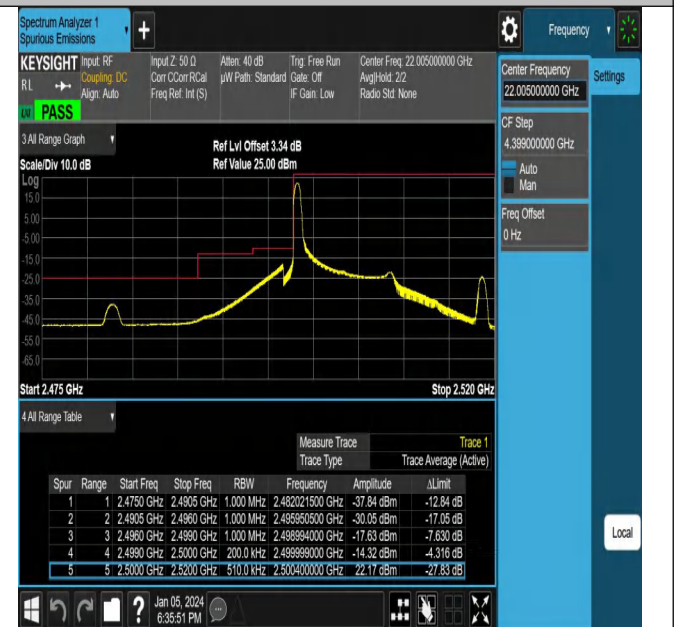 Spectrum Analyzer 1
Spurious Emissions
Frequency
KEYSIGHT
RL
Input: RF
Coupling: DC
Align: Auto
Input Z: 50 Ω
Corr CCorr RCal
Freq Ref: Int (S)
Atten: 40 dB
µW Path: Standard
Trig: Free Run
Gate: Off
IF Gain: Low
Center Freq: 22.005000000 GHz
Avg|Hold: 2/2
Radio Std: None
PASS
Center Frequency
22.005000000 GHz
Settings
CF Step
4.399000000 GHz
Auto
Man
Freq Offset
0 Hz
3 All Range Graph
Ref Lvl Offset 3.34 dB
Scale/Div 10.0 dB
Ref Value 25.00 dBm
Log
15.0
5.00
-5.00
-15.0
-25.0
-35.0
-45.0
-55.0
-65.0
Start 2.475 GHz
Stop 2.520 GHz
4 All Range Table
Measure Trace Trace 1
Trace Type Trace Average (Active)
Spur Range Start Freq Stop Freq RBW Frequency Amplitude ΔLimit
1 1 2.4750 GHz 2.4905 GHz 1.000 MHz 2.482021500 GHz -37.84 dBm -12.84 dB
2 2 2.4905 GHz 2.4960 GHz 1.000 MHz 2.495950500 GHz -30.05 dBm -17.05 dB
3 3 2.4960 GHz 2.4990 GHz 1.000 MHz 2.498994000 GHz -17.63 dBm -7.630 dB
4 4 2.4990 GHz 2.5000 GHz 200.0 kHz 2.499999000 GHz -14.32 dBm -4.316 dB
5 5 2.5000 GHz 2.5200 GHz 510.0 kHz 2.500400000 GHz 22.17 dBm -27.83 dB
Local
Jan 05, 2024
6:35:51 PM